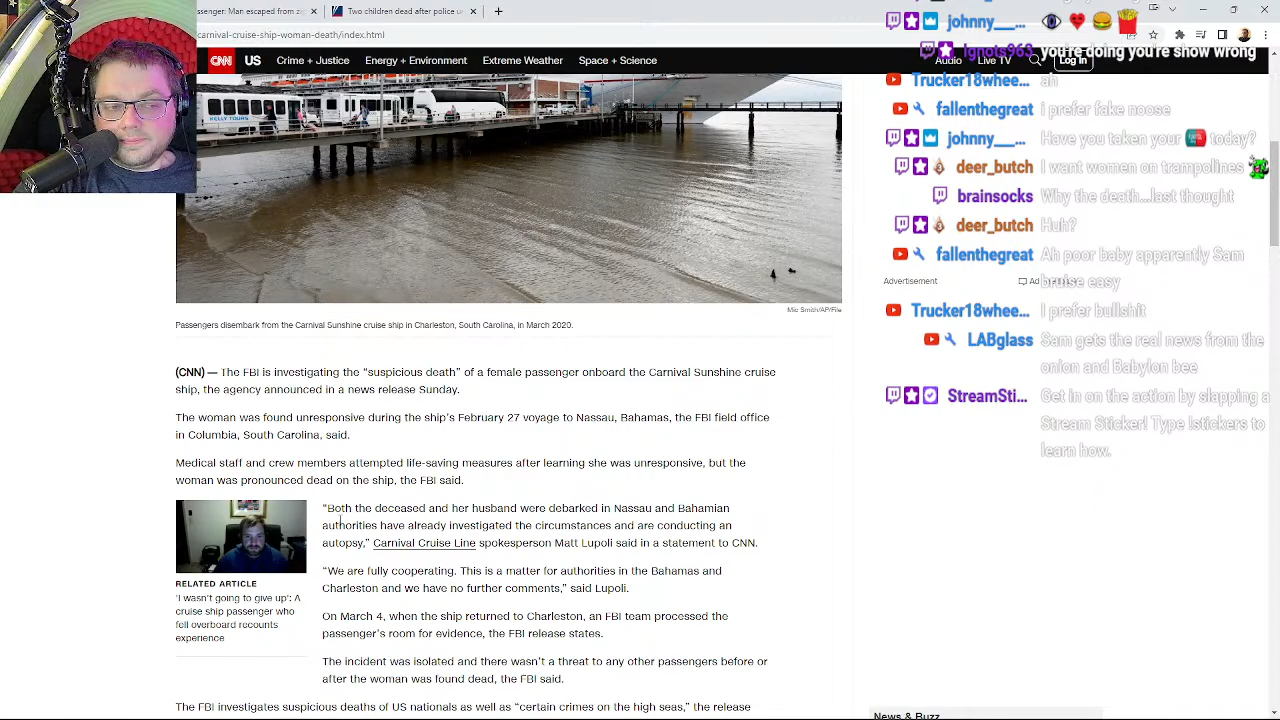 : Man escaped from m
Two horses dead after police u
CNN US
Crime + Justice Energy + Environment Extreme Weather Space + Science
Audio Live TV Log In
KELLY TOURS
Mic Smith/AP/File
Passengers disembark from the Carnival Sunshine cruise ship in Charleston, South Carolina, in March 2020.
(CNN) — The FBI is investigating the “suspicious death” of a female passenger onboard the Carnival Sunshine cruise
ship, the agency announced in a news release Sunday.
The woman died during the ship’s February 27 voyage to Nassau, Bahamas, the FBI field office
in Columbia, South Carolina, said.
Medical staff and crew members attempted life-saving measures after learning she was unresponsive, but the
woman died on the ship, the FBI said.
“Both the deceased and her husband were debarked in Nassau and Bahamian
authorities have already investigated the circumstances and are conducting an
autopsy,” Carnival Cruise Line spokesperson Matt Lupoli said in a statement to CNN.
“We are fully cooperating. This is a matter for authorities in the Bahamas and
Charleston, and we have no further comments,” said Lupoli.
On March 4, when the ship returned to Charleston, an FBI team processed the
passenger’s room for evidence, the FBI release states.
The incident was isolated and there wasn’t a threat to any other passengers before or
after the woman died on the cruise, the FBI said.
The FBI investigates suspicious deaths of US nationals as well as “certain crimes on the high seas,” the release
RELATED ARTICLE
‘I wasn’t going to give up’: A
cruise ship passenger who
fell overboard recounts
experience
Advertisement
Ad
johnny___...
Ignots963 you're doing you're show wrong
Trucker18whee... ah
fallenthegreat i prefer fake noose
johnny___... Have you taken your today?
deer_butch I want women on trampolines
brainsocks Why the death...last thought
deer_butch Huh?
fallenthegreat Ah poor baby apparently Sam
bruise easy
Trucker18whee... I prefer bullshit
LABglass Sam gets the real news from the
onion and Babylon bee
StreamSti... Get in on the action by slapping a
Stream Sticker! Type !stickers to
learn how.
News & Buzz